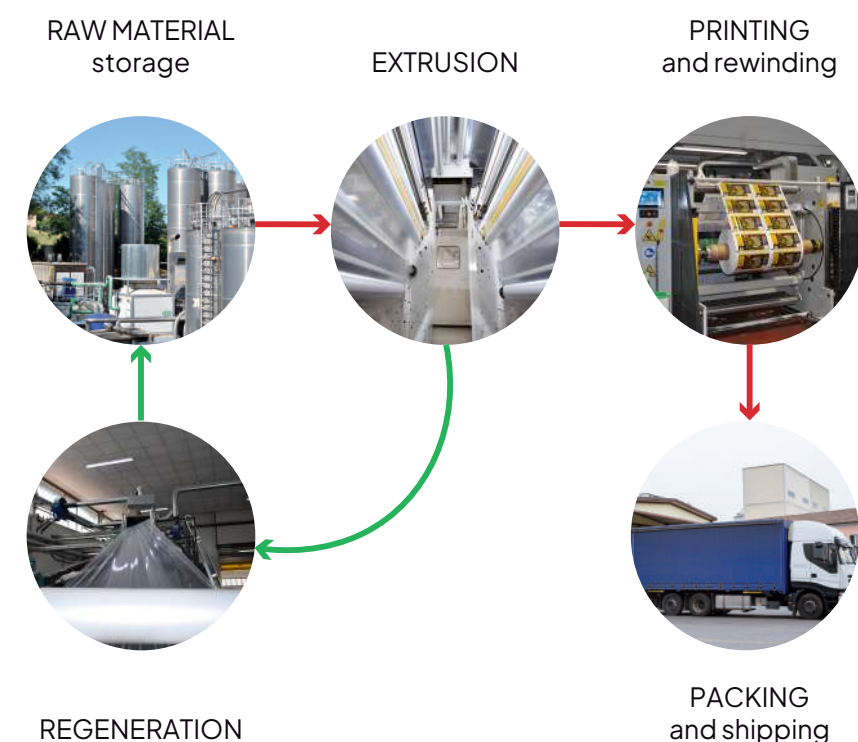 RAW MATERIAL
storage
EXTRUSION
PRINTING
and rewinding
REGENERATION
PACKING
and shipping